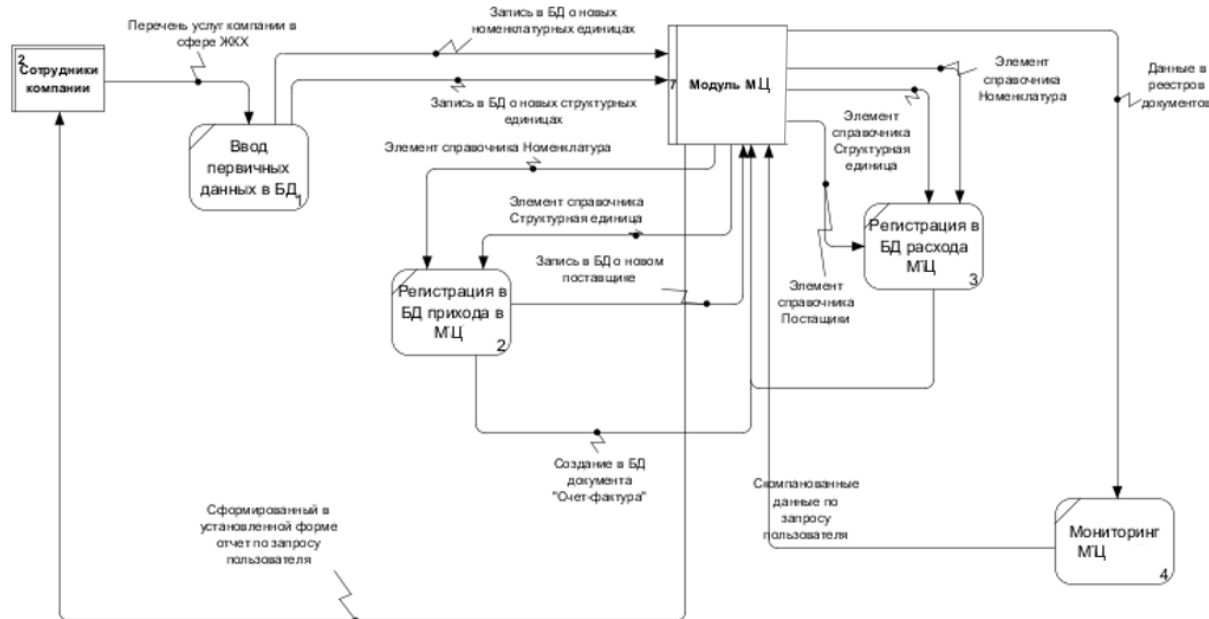 Перечень услуг компании в
сфере ЖКХ
Запись в БД о новых
номенклатурных единицах
2
Сотрудники
компании
7 Модуль МЦ
Элемент
справочника
Номенклатура
Данные в
реестров
документов
Запись в БД о новых структурных
единицах
Ввод
первичных
данных в БД
1
Элемент справочника Номенклатура
Элемент
справочника
Структурная
единица
Элемент справочника
Структурная единица
Запись в БД о новом
поставщике
Регистрация в
БД расхода
МЦ
3
Регистрация в
БД прихода в
МЦ
2
Элемент
справочника
Постащики
Создание в БД
документа
"Счет-фактура"
Скомпанованные
данные по
запросу
пользователя
Сформированный в
установленной форме
отчет по запросу
пользователя
Мониторинг
МЦ
4